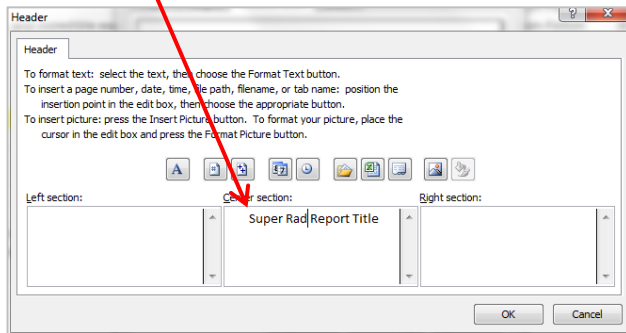 Header
Header
To format text: select the text, then choose the Format Text button.
To insert a page number, date, time, file path, filename, or tab name: position the
insertion point in the edit box, then choose the appropriate button.
To insert picture: press the Insert Picture button. To format your picture, place the
cursor in the edit box and press the Format Picture button.
A
Left section:
Center section:
Right section:
Super Rad Report Title
OK
Cancel